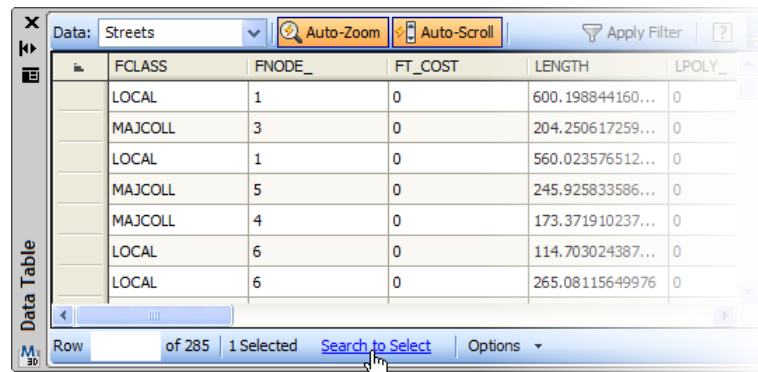 Data: Streets Auto-Zoom Auto-Scroll Apply Filter ?
FCLASS FNODE_ FT_COST LENGTH LPOLY_
LOCAL 1 0 600.198844160... 0
MAJCOLL 3 0 204.250617259... 0
LOCAL 1 0 560.023576512... 0
MAJCOLL 5 0 245.925833586... 0
MAJCOLL 4 0 173.371910237... 0
LOCAL 6 0 114.703024387... 0
LOCAL 6 0 265.08115649976 0
Row of 285 1 Selected Search to Select Options
Data Table
M 3D